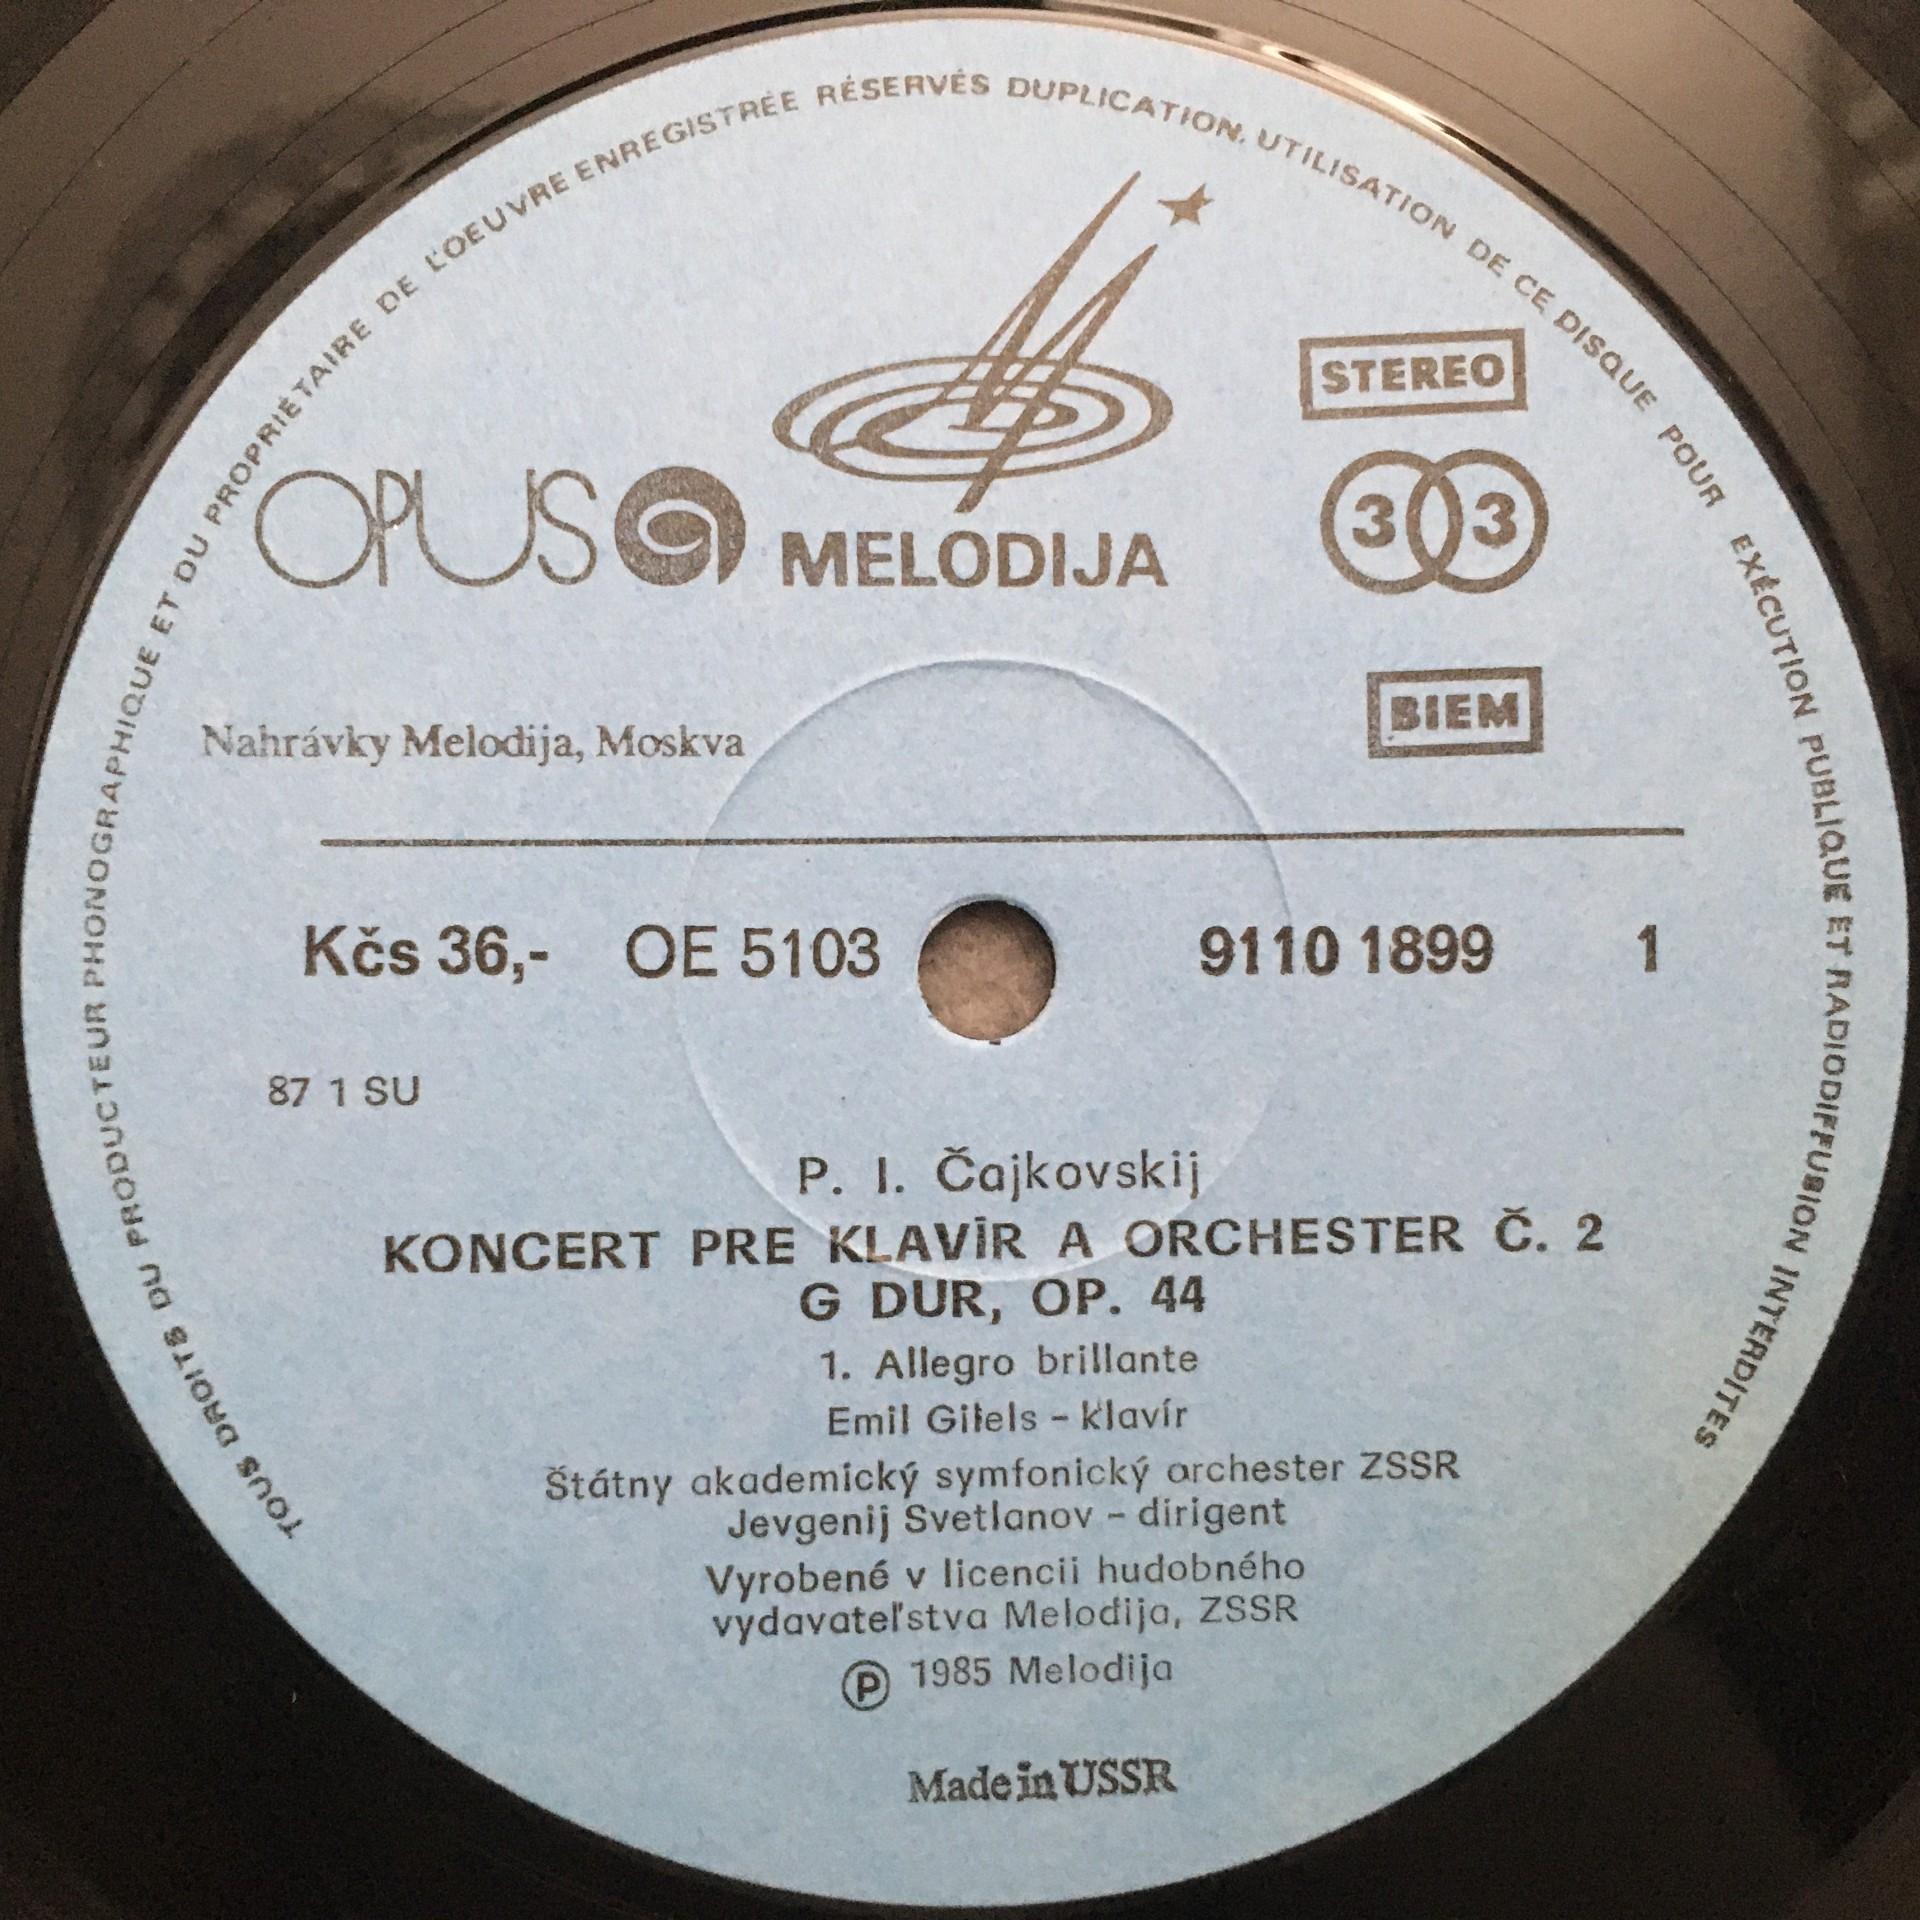 TOUS DROITS DU PRODUCTEUR PHONOGRAPHIQUE ET DU PROPRIÉTAIRE DE L'OEUVRE ENREGISTRÉE RÉSERVÉS DUPLICATION. UTILISATION DE CE DISQUE POUR EXÉCUTION PUBLIQUE ET RADIODIFFUSION INTERDITES
OPUS
MELODIJA
STEREO
33
BIEM
Nahrávky Melodija, Moskva
Kčs 36,- OE 5103 9110 1899 1
87 1 SU
P. I. Čajkovskij
KONCERT PRE KLAVÍR A ORCHESTER Č. 2
G DUR, OP. 44
1. Allegro brillante
Emil Gilels – klavír
Štátny akademický symfonický orchester ZSSR
Jevgenij Svetlanov – dirigent
Vyrobené v licencii hudobného
vydavateľstva Melodija, ZSSR
Ⓟ 1985 Melodija
Made in USSR